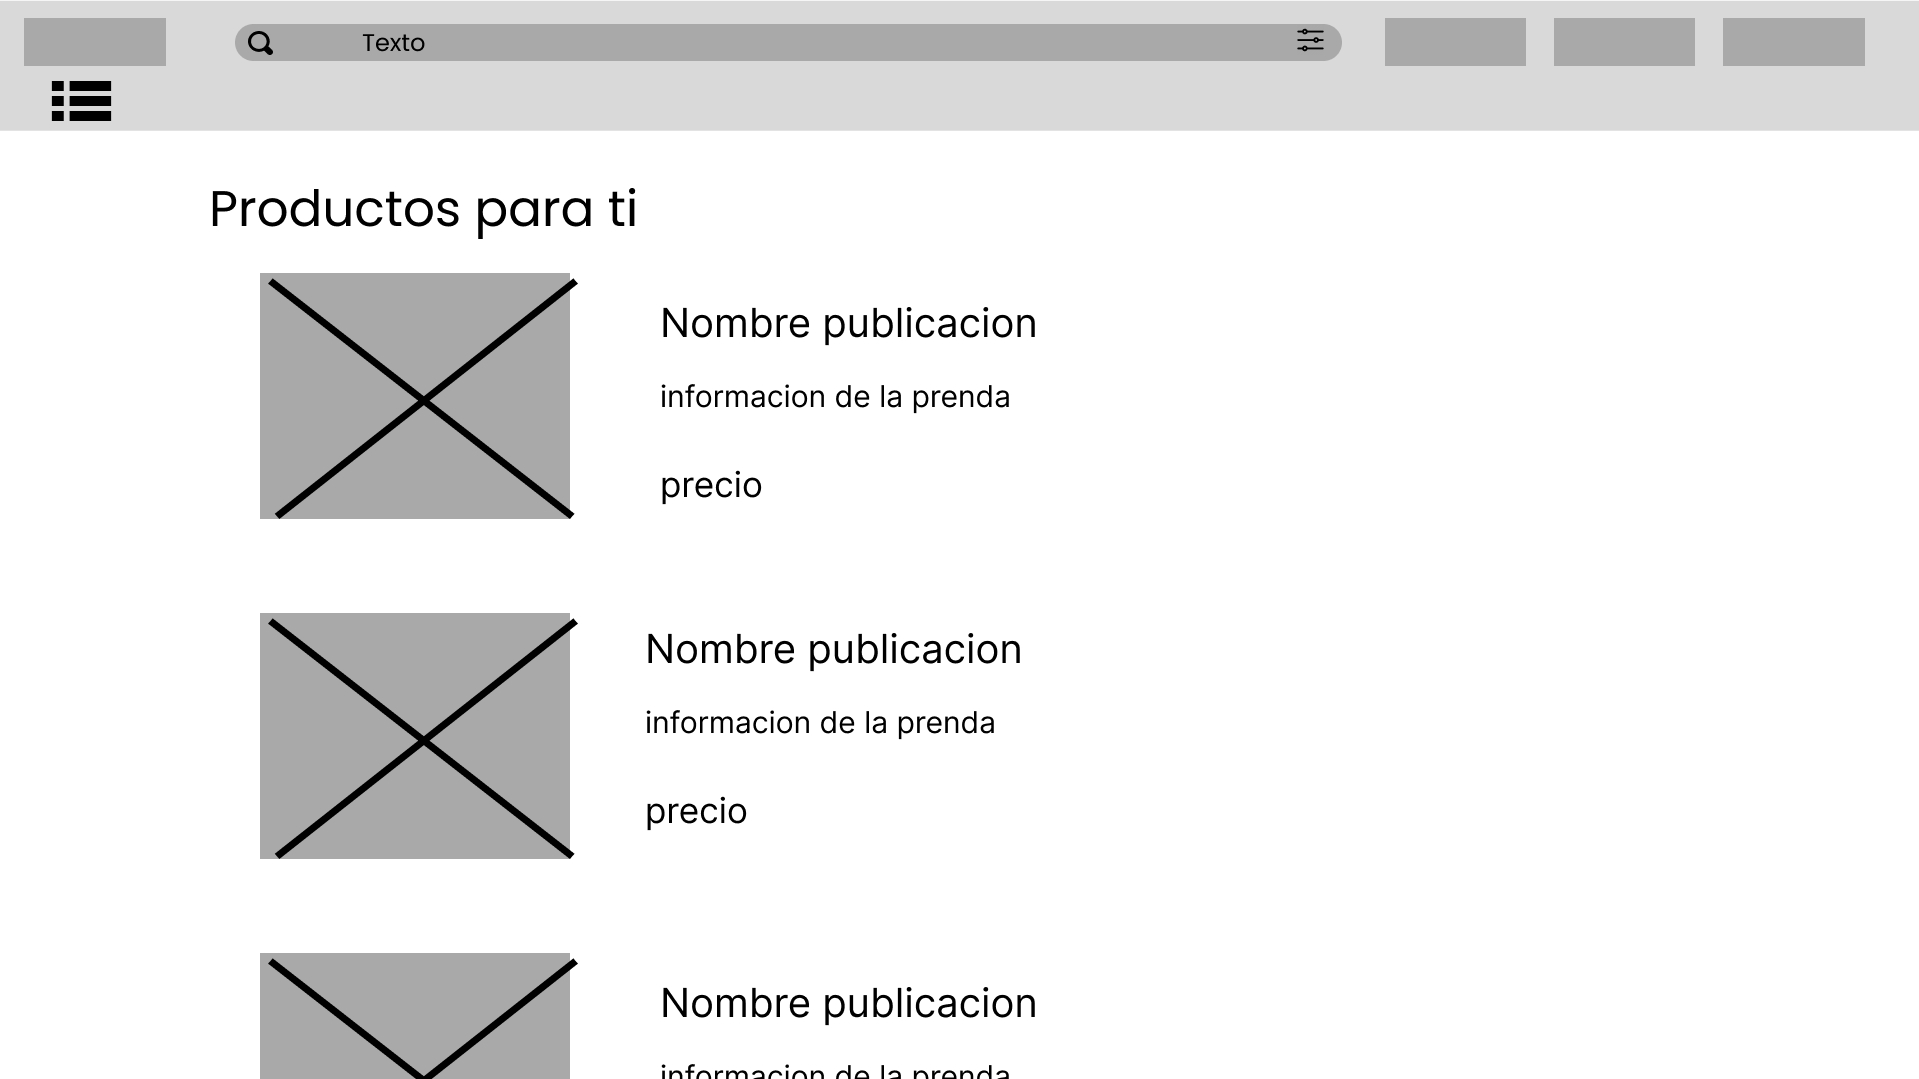 Texto
Productos para ti
Nombre publicacion
informacion de la prenda
precio
Nombre publicacion
informacion de la prenda
precio
Nombre publicacion
informacion de la prenda